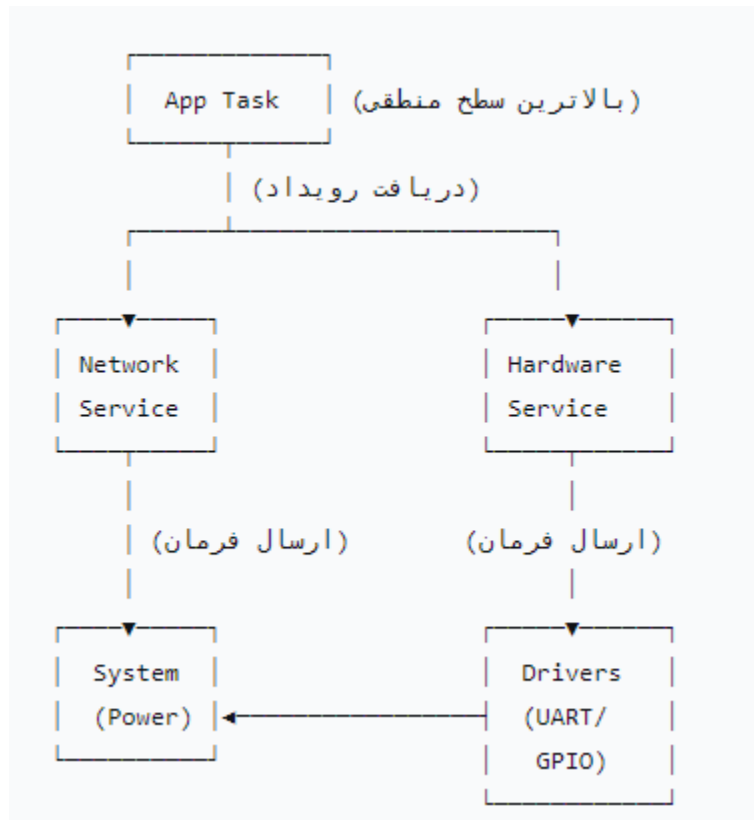 App Task (بالاترین سطح منطقی)
(دریافت رویداد)
Network Hardware
Service Service
(ارسال فرمان) (ارسال فرمان)
System Drivers
(Power) (UART/
GPIO)